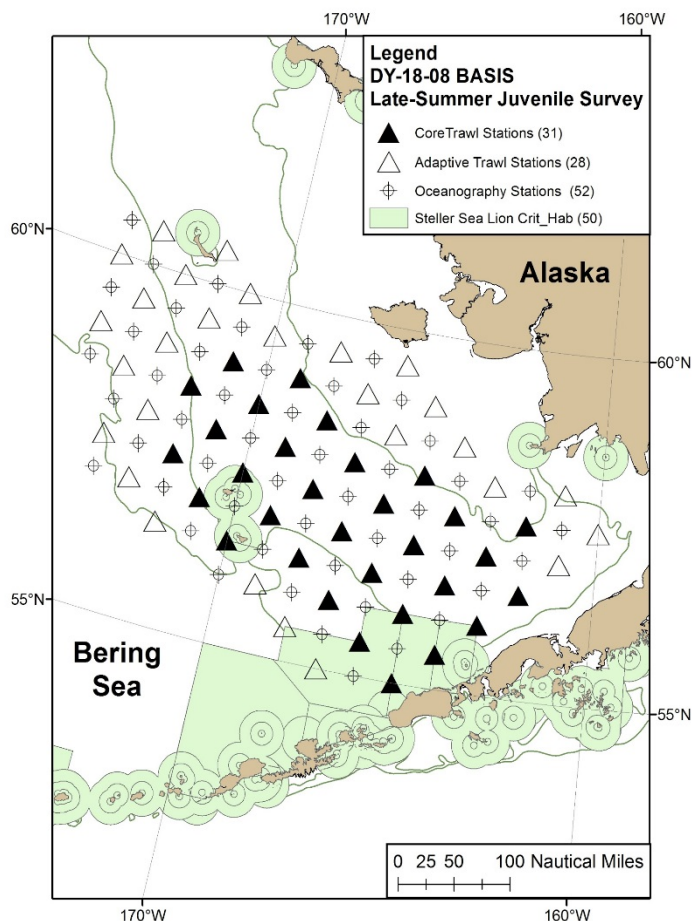 170°W
160°W
Legend
DY-18-08 BASIS
Late-Summer Juvenile Survey
CoreTrawl Stations (31)
Adaptive Trawl Stations (28)
Oceanography Stations (52)
Steller Sea Lion Crit_Hab (50)
60°N
Alaska
60°N
55°N
Bering
Sea
55°N
0 25 50 100 Nautical Miles
170°W
160°W